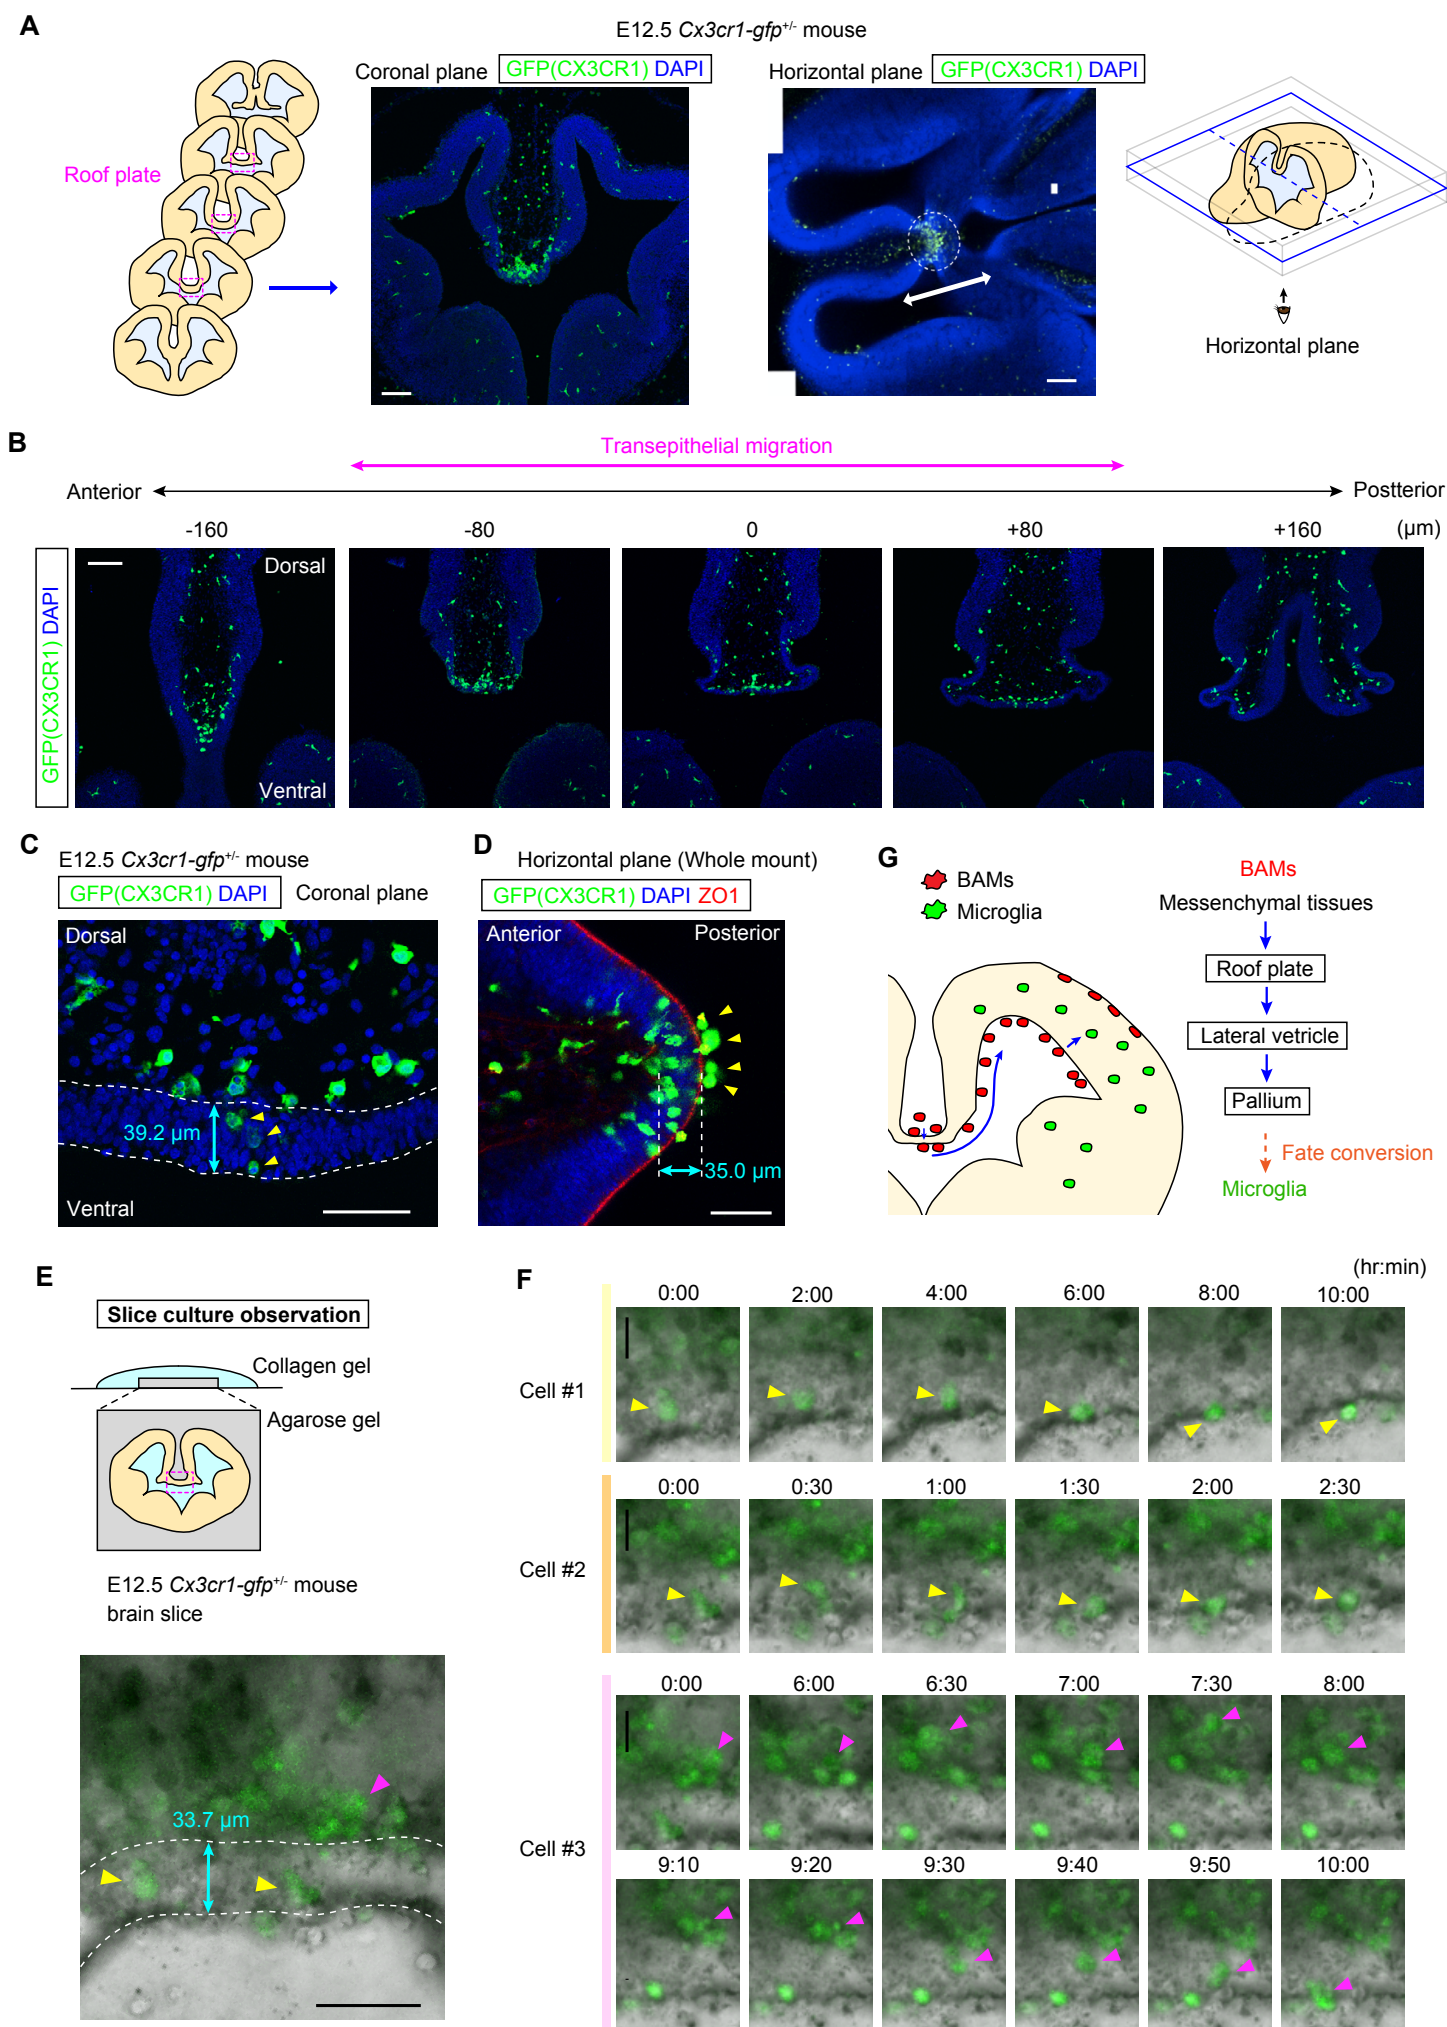 A
E12.5 Cx3cr1-gfp+/- mouse
Coronal plane GFP(CX3CR1) DAPI
Horizontal plane GFP(CX3CR1) DAPI
Roof plate
Horizontal plane
B
Transepithelial migration
Anterior
Postterior
-160 -80 0 +80 +160 (µm)
GFP(CX3CR1) DAPI
Dorsal
Ventral
C
E12.5 Cx3cr1-gfp+/- mouse
GFP(CX3CR1) DAPI Coronal plane
Dorsal
39.2 µm
Ventral
D
Horizontal plane (Whole mount)
GFP(CX3CR1) DAPI ZO1
Anterior Posterior
35.0 µm
G
BAMs
Microglia
BAMs
Messenchymal tissues
Roof plate
Lateral vetricle
Pallium
Fate conversion
Microglia
E
Slice culture observation
Collagen gel
Agarose gel
E12.5 Cx3cr1-gfp+/- mouse
brain slice
33.7 µm
F
(hr:min)
0:00 2:00 4:00 6:00 8:00 10:00
Cell #1
0:00 0:30 1:00 1:30 2:00 2:30
Cell #2
0:00 6:00 6:30 7:00 7:30 8:00
Cell #3
9:10 9:20 9:30 9:40 9:50 10:00